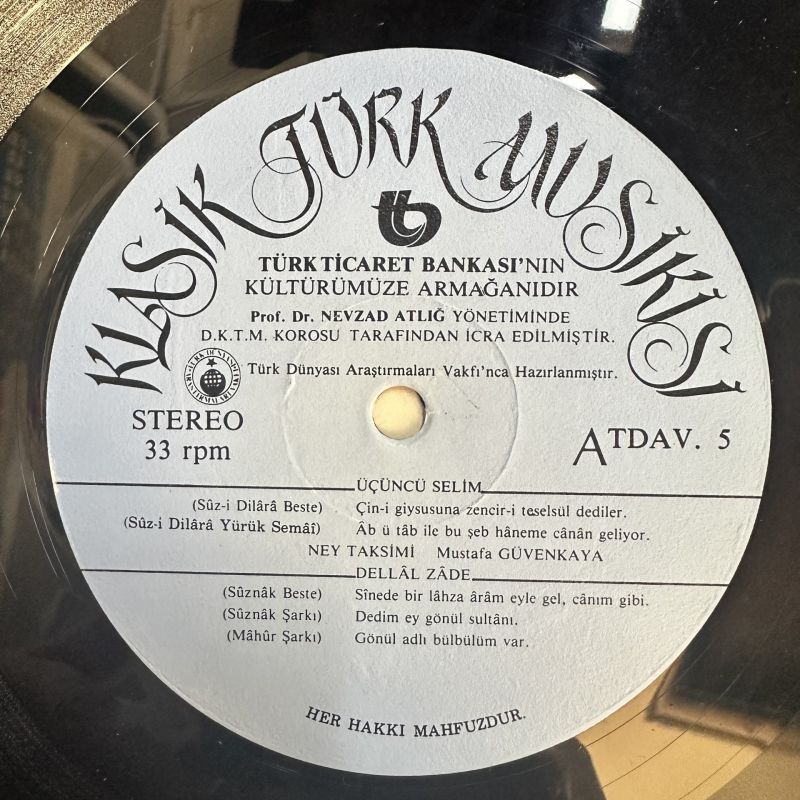 KLASİK TÜRK MUSİKİSİ
TÜRK TİCARET BANKASI'NIN
KÜLTÜRÜMÜZE ARMAĞANIDIR
Prof. Dr. NEVZAD ATLIĞ YÖNETİMİNDE
D.K.T.M. KOROSU TARAFINDAN İCRA EDİLMİŞTİR.
Türk Dünyası Araştırmaları Vakfı'nca Hazırlanmıştır.
STEREO
33 rpm
A TDAV. 5
ÜÇÜNCÜ SELİM
(Sûz-i Dilârâ Beste) Çin-i giysusuna zencir-i teselsül dediler.
(Sûz-i Dilârâ Yürük Semâî) Âb ü tâb ile bu şeb hâneme cânân geliyor.
NEY TAKSİMİ Mustafa GÜVENKAYA
DELLÂL ZÂDE
(Sûznâk Beste) Sînede bir lâhza ârâm eyle gel, cânım gibi.
(Sûznâk Şarkı) Dedim ey gönül sultânı.
(Mâhûr Şarkı) Gönül adlı bülbülüm var.
HER HAKKI MAHFUZDUR.